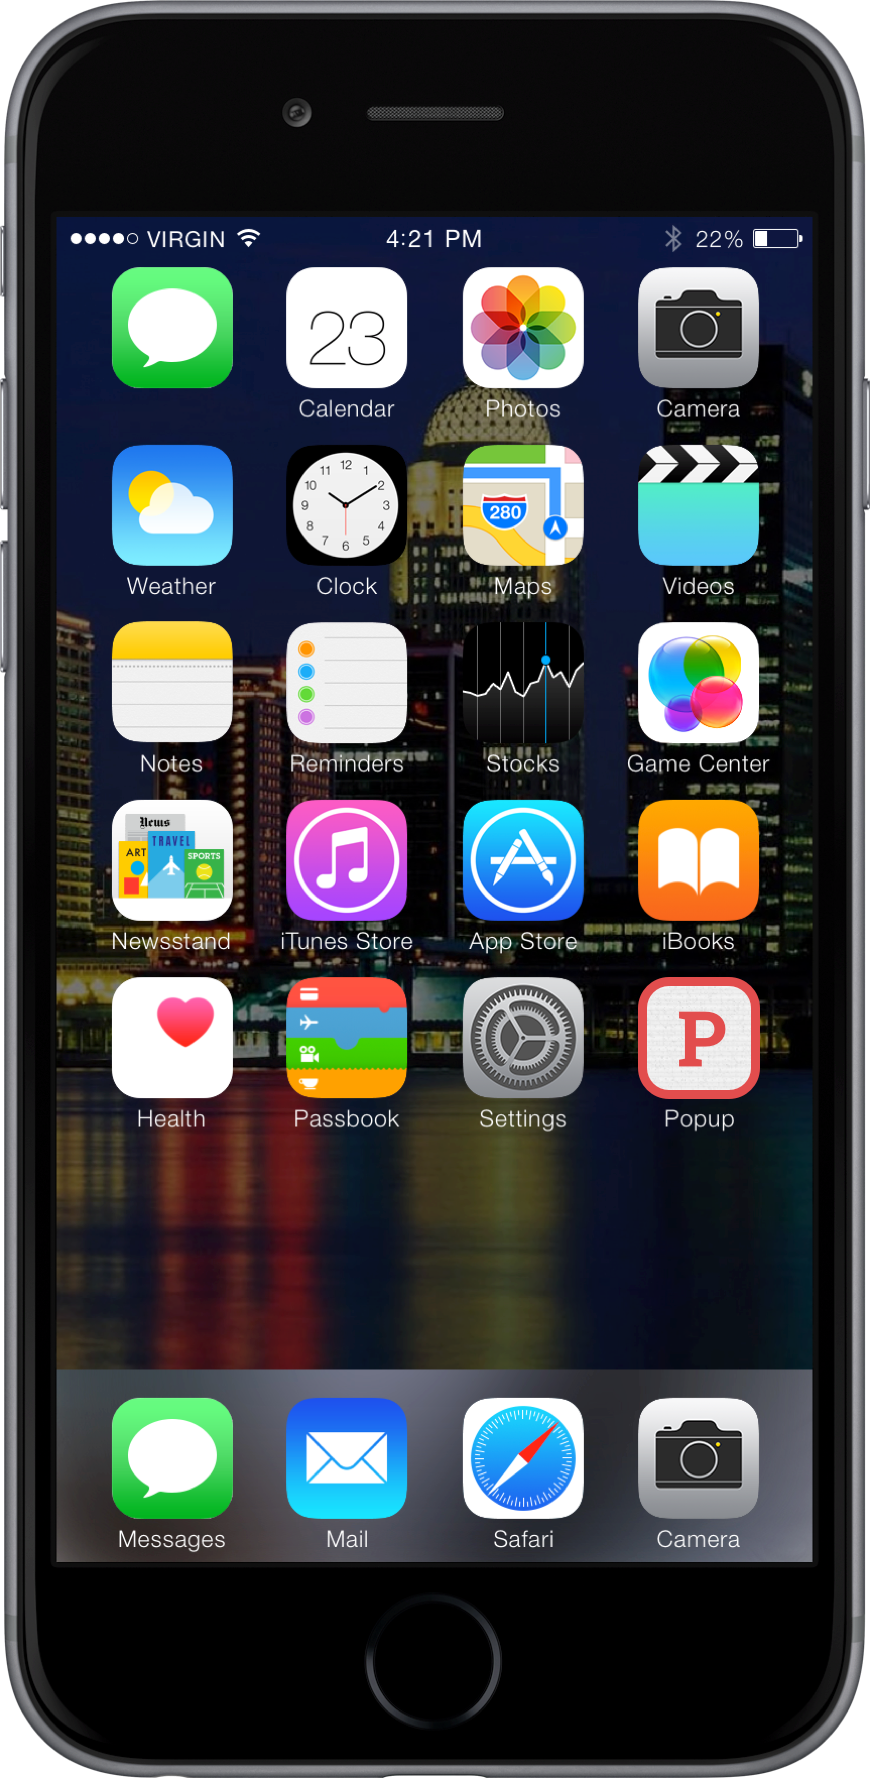 VIRGIN 4:21 PM 22%
23
Calendar Photos Camera
12
11 1
10 2
9 3
8 4
7 5
6
280
Weather Clock Maps Videos
Notes Reminders Stocks Game Center
News
TRAVEL
ART
SPORTS
Newsstand iTunes Store App Store iBooks
P
Health Passbook Settings Popup
Messages Mail Safari Camera